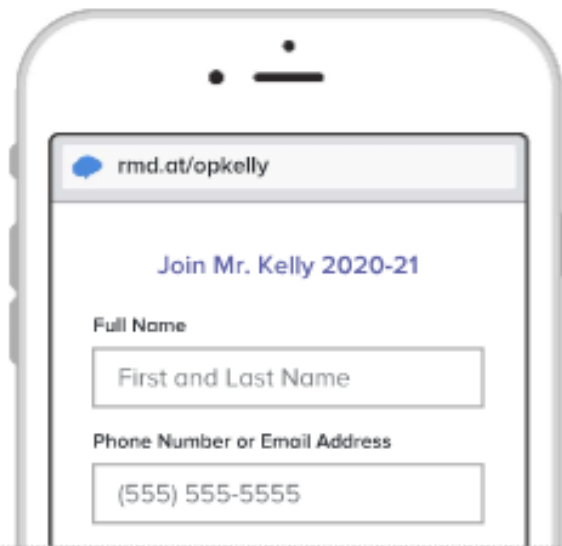 rmd.at/opkelly
Join Mr. Kelly 2020-21
Full Name
First and Last Name
Phone Number or Email Address
(555) 555-5555